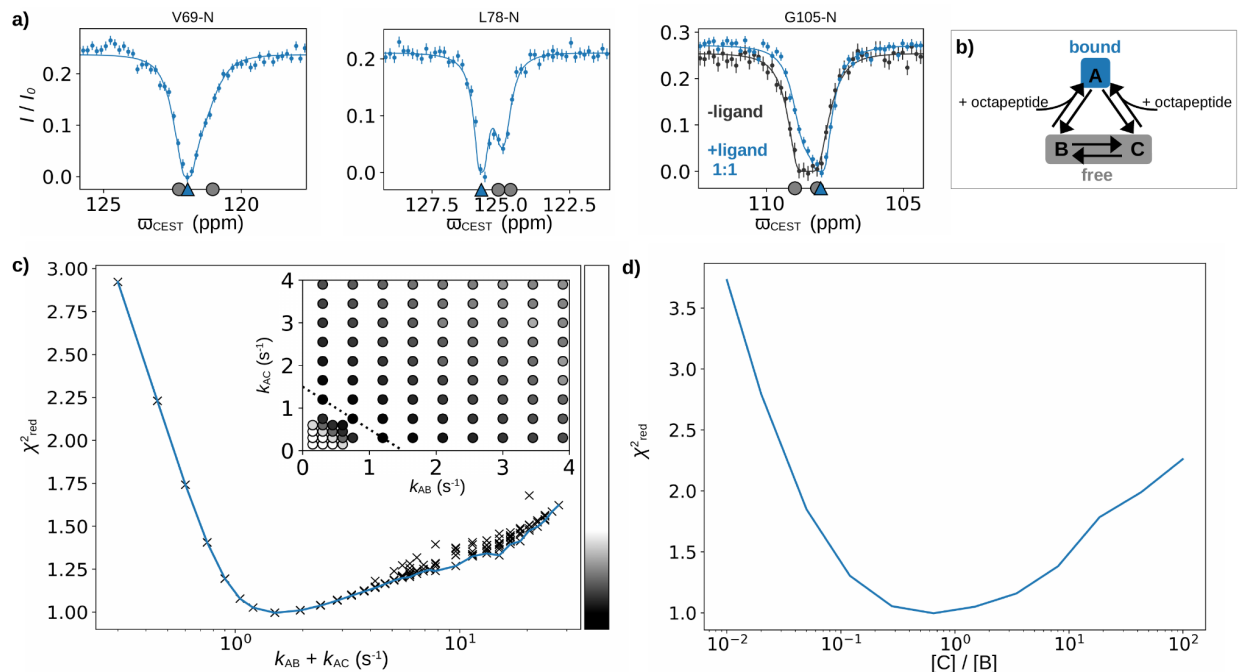 a)
V69-N
L78-N
G105-N
I / I0
0.2
0.1
0.0
125
120
ϖCEST (ppm)
0.2
0.1
0.0
127.5
125.0
122.5
ϖCEST (ppm)
0.3
0.2
0.1
0.0
-ligand
+ligand
1:1
110
105
ϖCEST (ppm)
b)
bound
A
+ octapeptide
+ octapeptide
B
C
free
c)
χ²red
3.00
2.75
2.50
2.25
2.00
1.75
1.50
1.25
1.00
10⁰
10¹
kAB + kAC (s⁻¹)
kAC (s⁻¹)
4
3
2
1
0
0
1
2
3
4
kAB (s⁻¹)
d)
χ²red
3.5
3.0
2.5
2.0
1.5
1.0
10⁻²
10⁻¹
10⁰
10¹
10²
[C] / [B]